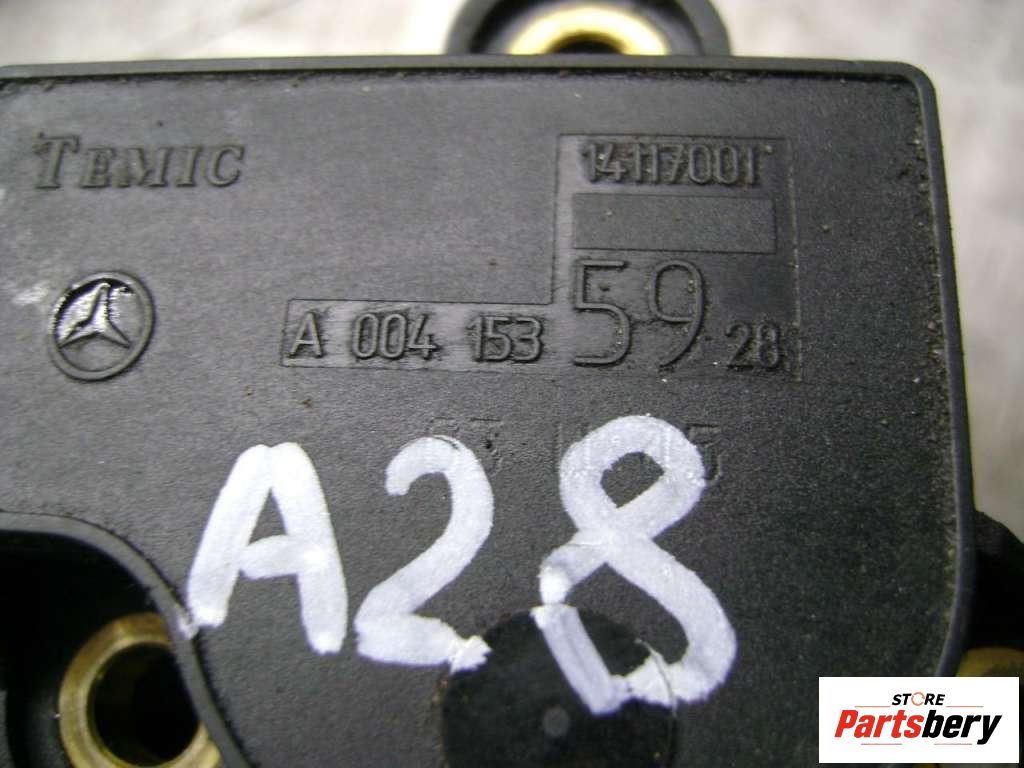 TEMIC
14117001
A 004 153 59 28
A28
STORE
Partsbery